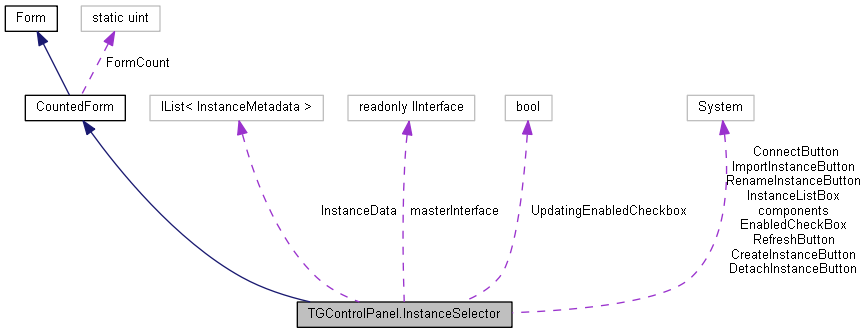 Form
static uint
FormCount
CountedForm
IList< InstanceMetadata >
readonly IInterface
bool
System
InstanceData
masterInterface
UpdatingEnabledCheckbox
ConnectButton
ImportInstanceButton
RenameInstanceButton
InstanceListBox
components
EnabledCheckBox
RefreshButton
CreateInstanceButton
DetachInstanceButton
TGControlPanel.InstanceSelector